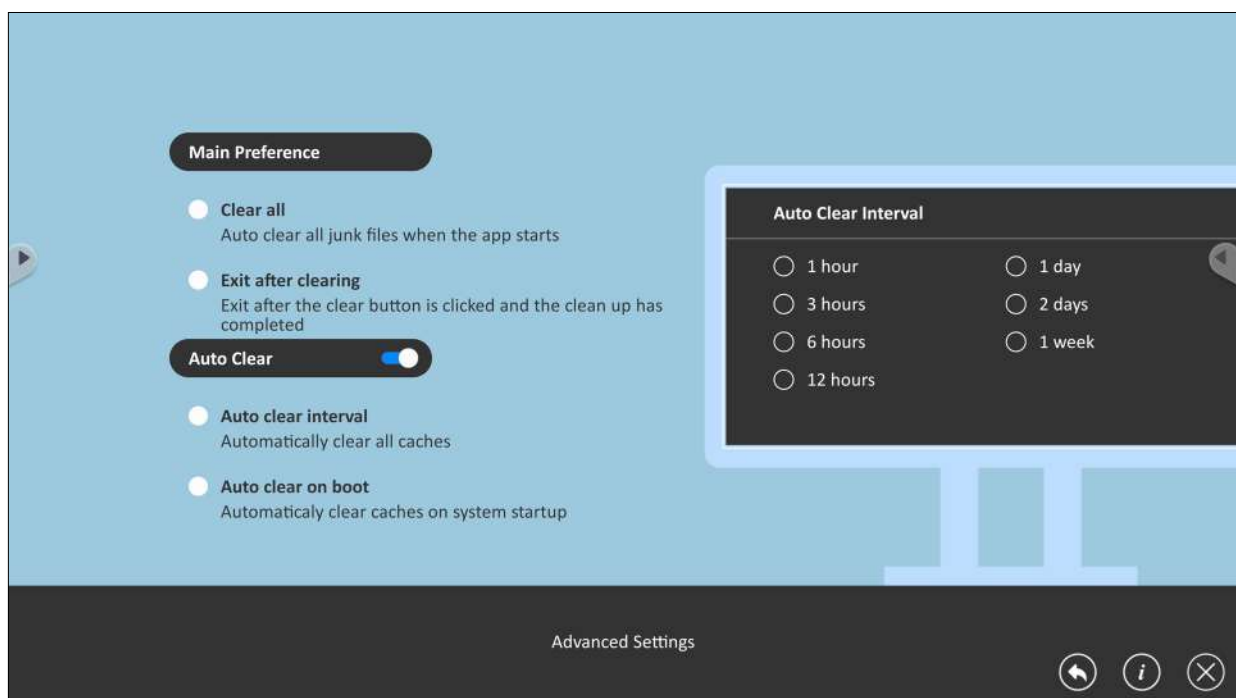 Main Preference
Clear all
Auto clear all junk files when the app starts
Exit after clearing
Exit after the clear button is clicked and the clean up has
completed
Auto Clear
Auto clear interval
Automatically clear all caches
Auto clear on boot
Automaticaly clear caches on system startup
Auto Clear Interval
1 hour
1 day
3 hours
2 days
6 hours
1 week
12 hours
Advanced Settings
i